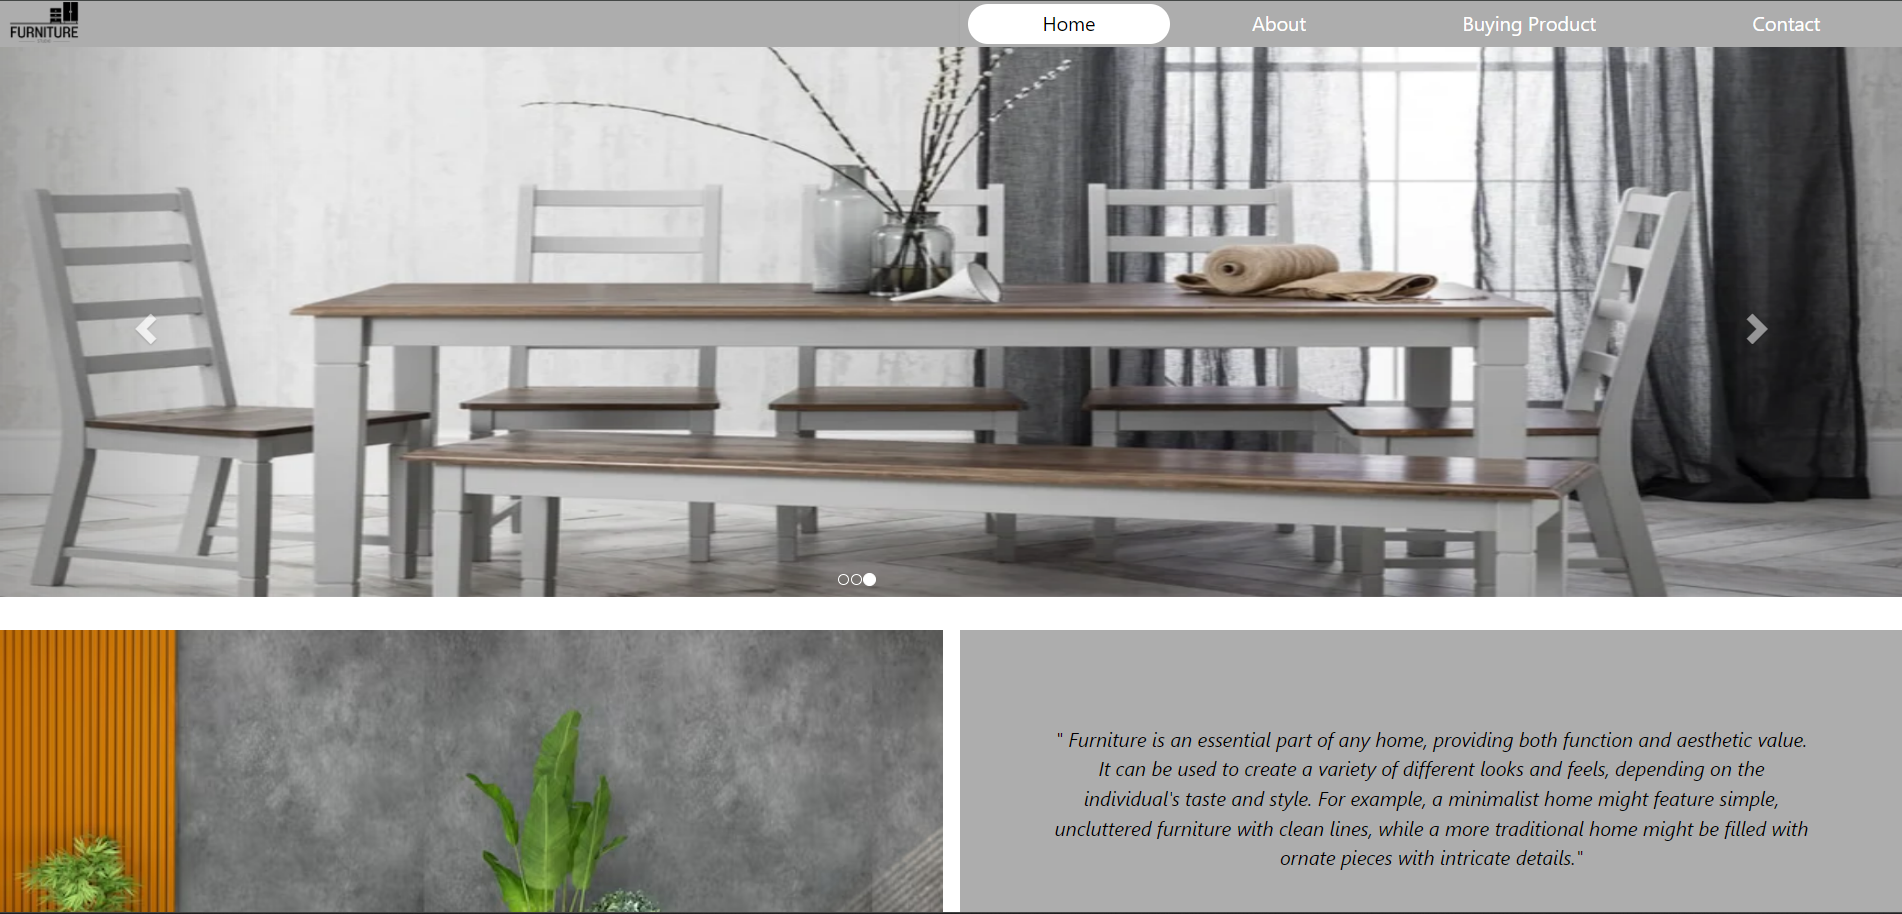 FURNITURE
Home
About
Buying Product
Contact
" Furniture is an essential part of any home, providing both function and aesthetic value.
It can be used to create a variety of different looks and feels, depending on the
individual's taste and style. For example, a minimalist home might feature simple,
uncluttered furniture with clean lines, while a more traditional home might be filled with
ornate pieces with intricate details."